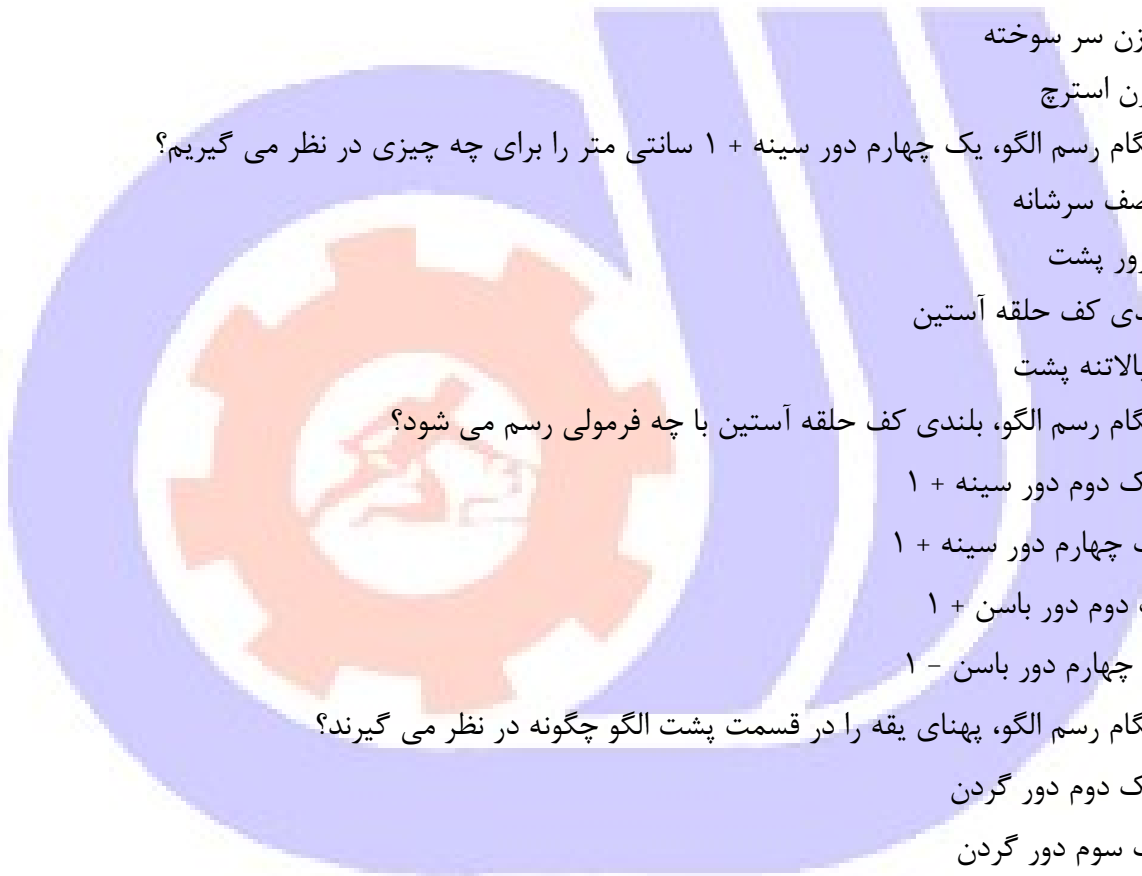 زن سر سوخته
ون استرچ
گام رسم الگو، یک چهارم دور سینه + ۱ سانتی متر را برای چه چیزی در نظر می گیریم؟
صف سرشانه
ور پشت
دی کف حلقه آستین
بالاتنه پشت
گام رسم الگو، بلندی کف حلقه آستین با چه فرمولی رسم می شود؟
ک دوم دور سینه + ۱
چهارم دور سینه + ۱
دوم دور باسن + ۱
چهارم دور باسن - ۱
گام رسم الگو، پهنای یقه را در قسمت پشت الگو چگونه در نظر می گیرند؟
ک دوم دور گردن
سوم دور گردن